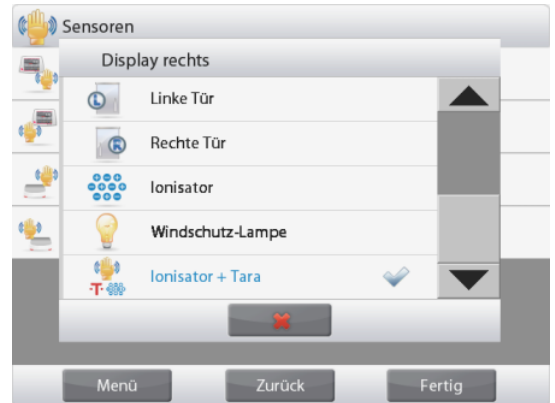 Sensoren
Display rechts
Linke Tür
Rechte Tür
Ionisator
Windschutz-Lampe
Ionisator + Tara
Menü
Zurück
Fertig